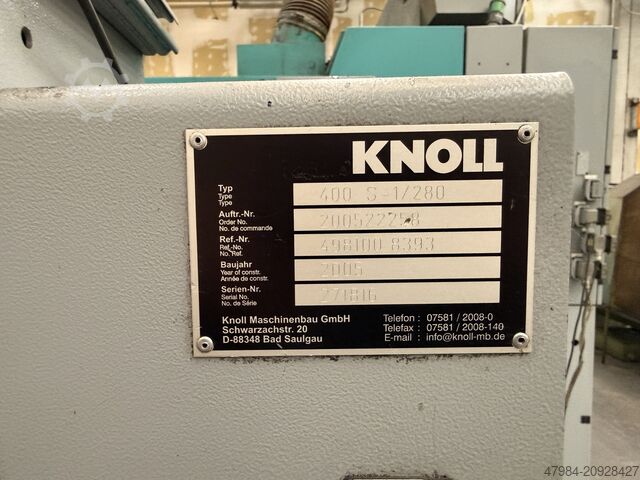 KNOLL
Typ
Type
Type
400 S-1/280
Auftr.-Nr.
Order No.
No. de commande
200522258
Ref.-Nr.
Ref.-No.
No. Ref.
498100 8393
Baujahr
Year of constr.
Année de constr.
2005
Serien-Nr.
Serial No.
No. de Série
271816
Knoll Maschinenbau GmbH
Schwarzachstr. 20
D-88348 Bad Saulgau
Telefon : 07581 / 2008-0
Telefax : 07581 / 2008-140
E-mail : info@knoll-mb.de
47984-20928427